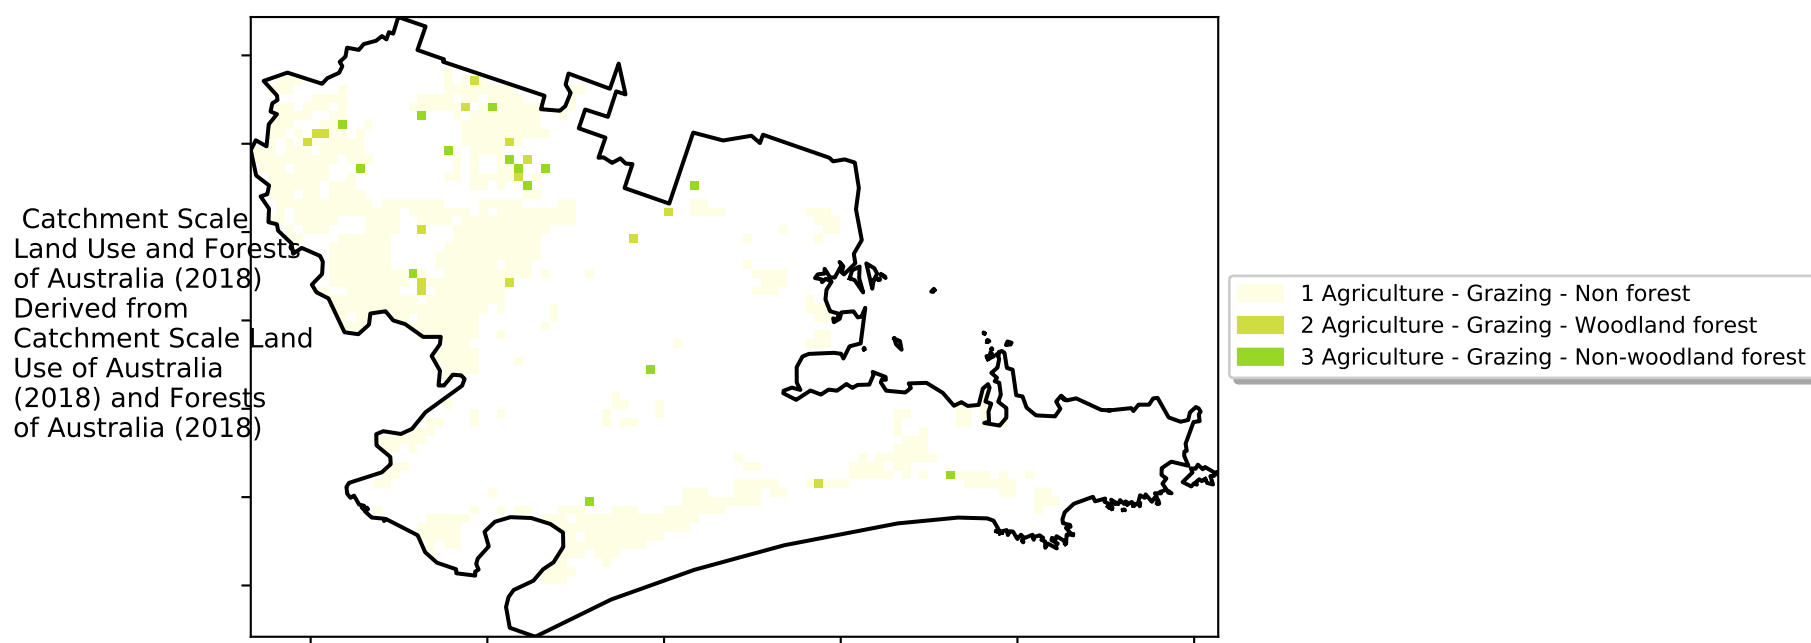 Catchment Scale
Land Use and Forests
of Australia (2018)
Derived from
Catchment Scale Land
Use of Australia
(2018) and Forests
of Australia (2018)
1 Agriculture - Grazing - Non forest
2 Agriculture - Grazing - Woodland forest
3 Agriculture - Grazing - Non-woodland forest